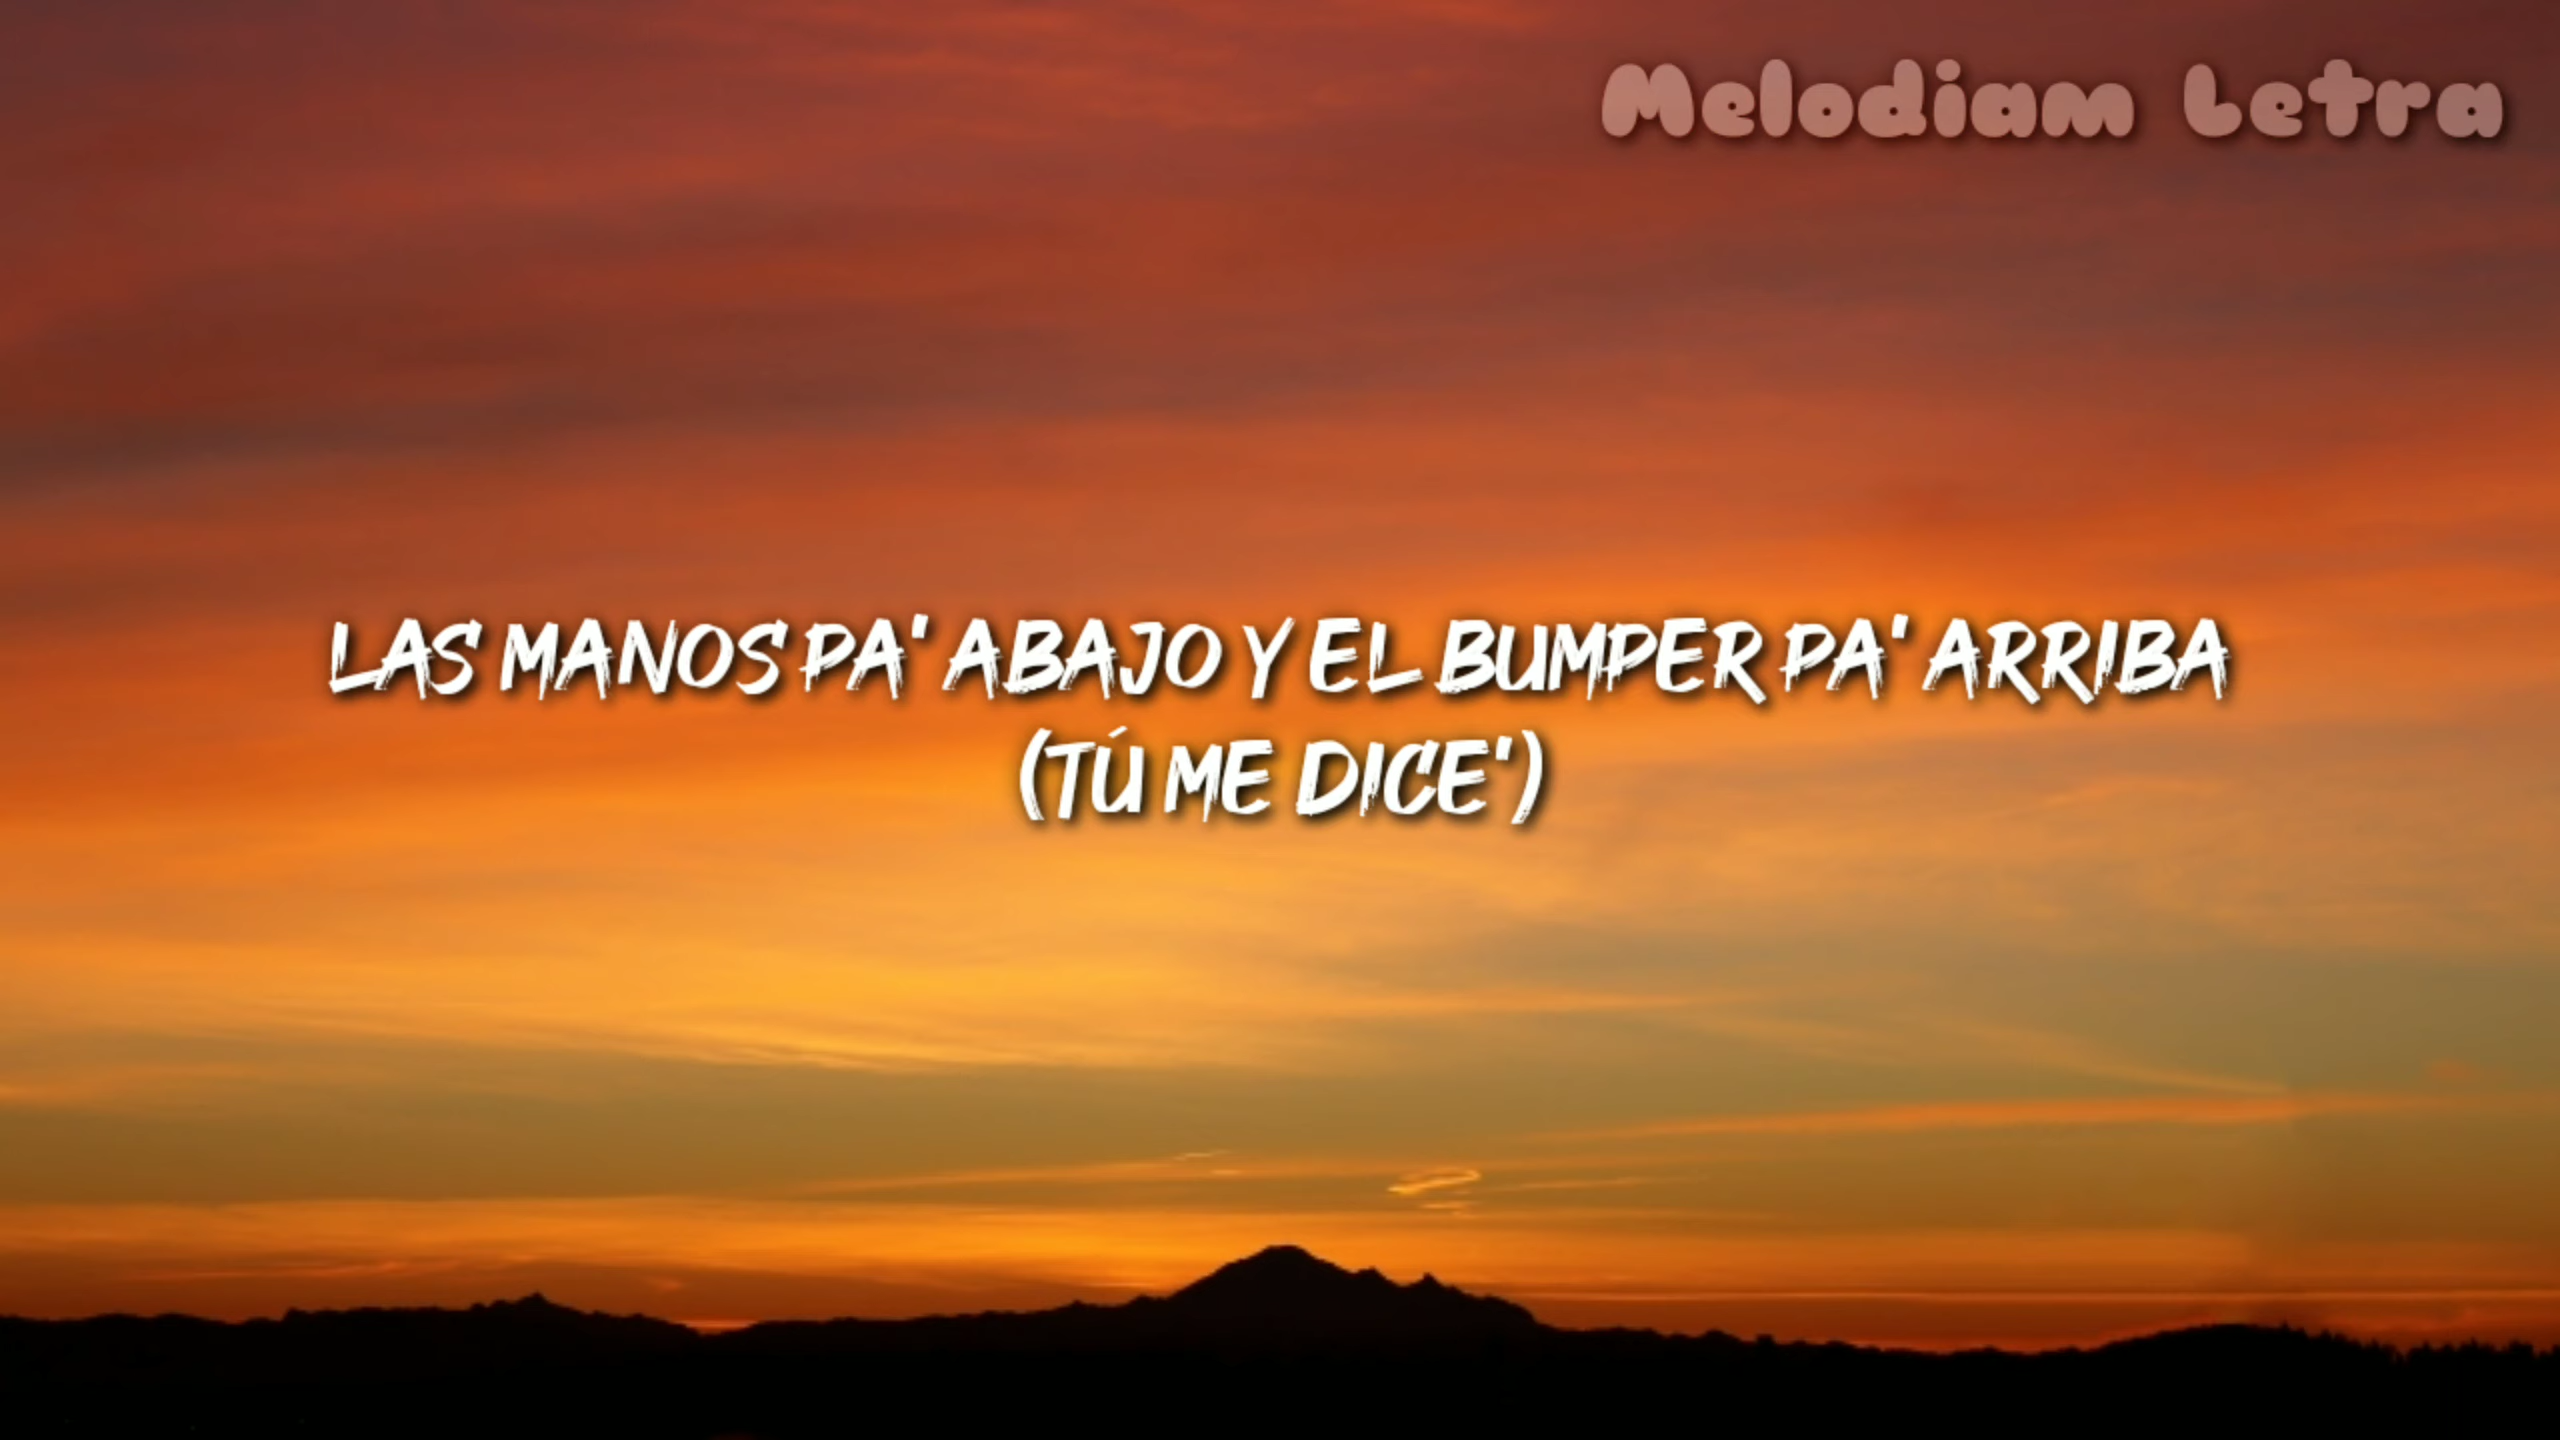 Melodiam Letra
LAS MANOS PA' ABAJO Y EL BUMPER PA' ARRIBA
(TÚ ME DICE')